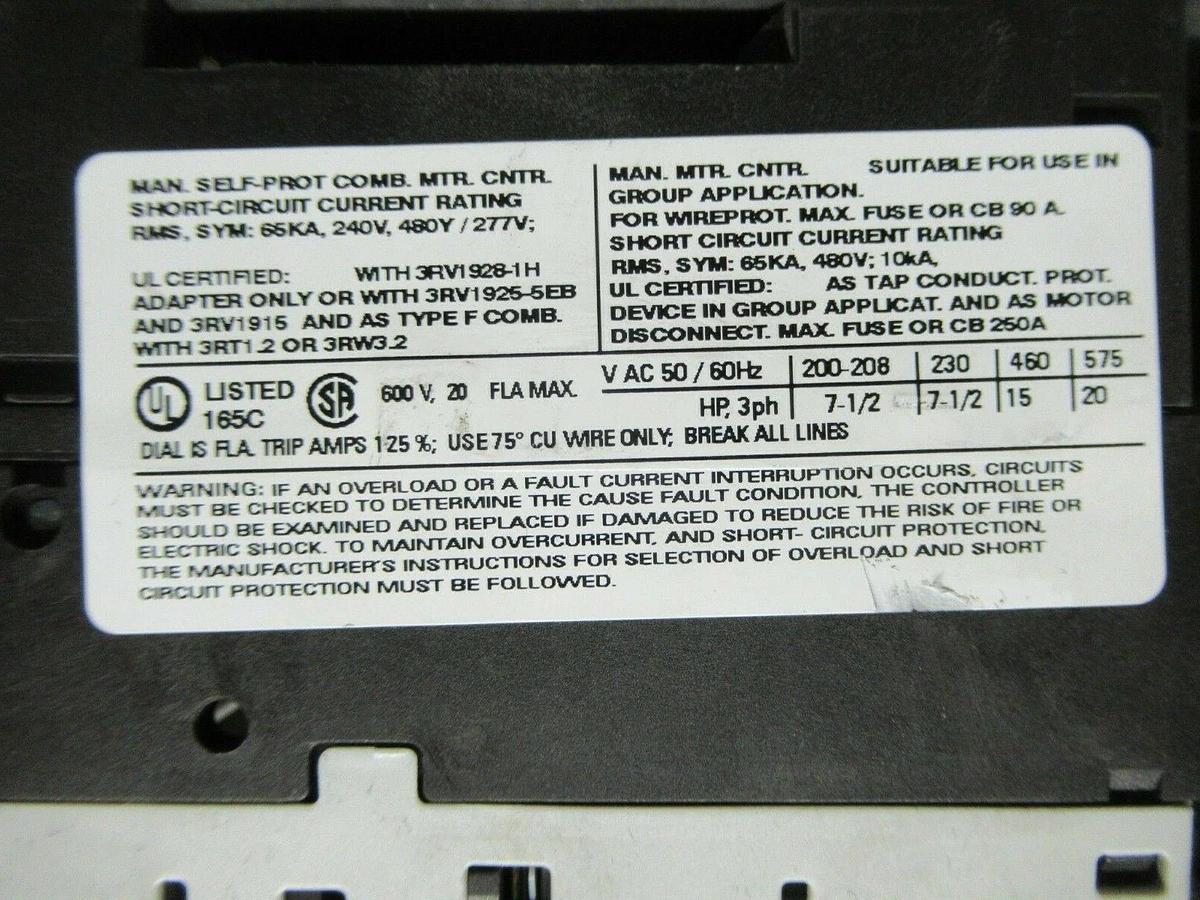 MAN. SELF-PROT COMB. MTR. CNTR.
SHORT-CIRCUIT CURRENT RATING
RMS, SYM: 65KA, 240V, 480Y / 277V;
UL CERTIFIED: WITH 3RV1928-1H
ADAPTER ONLY OR WITH 3RV1925-5EB
AND 3RV1915 AND AS TYPE F COMB.
WITH 3RT1.2 OR 3RW3.2
MAN. MTR. CNTR. SUITABLE FOR USE IN
GROUP APPLICATION.
FOR WIREPROT. MAX. FUSE OR CB 90 A.
SHORT CIRCUIT CURRENT RATING
RMS, SYM: 65KA, 480V; 10kA,
UL CERTIFIED: AS TAP CONDUCT. PROT.
DEVICE IN GROUP APPLICAT. AND AS MOTOR
DISCONNECT. MAX. FUSE OR CB 250A
UL LISTED 165C SA 600 V, 20 FLA MAX.
V AC 50 / 60Hz 200-208 230 460 575
HP, 3ph 7-1/2 7-1/2 15 20
DIAL IS FLA. TRIP AMPS 125 %; USE 75° CU WIRE ONLY; BREAK ALL LINES
WARNING: IF AN OVERLOAD OR A FAULT CURRENT INTERRUPTION OCCURS, CIRCUITS
MUST BE CHECKED TO DETERMINE THE CAUSE FAULT CONDITION, THE CONTROLLER
SHOULD BE EXAMINED AND REPLACED IF DAMAGED TO REDUCE THE RISK OF FIRE OR
ELECTRIC SHOCK. TO MAINTAIN OVERCURRENT, AND SHORT- CIRCUIT PROTECTION,
THE MANUFACTURER'S INSTRUCTIONS FOR SELECTION OF OVERLOAD AND SHORT
CIRCUIT PROTECTION MUST BE FOLLOWED.